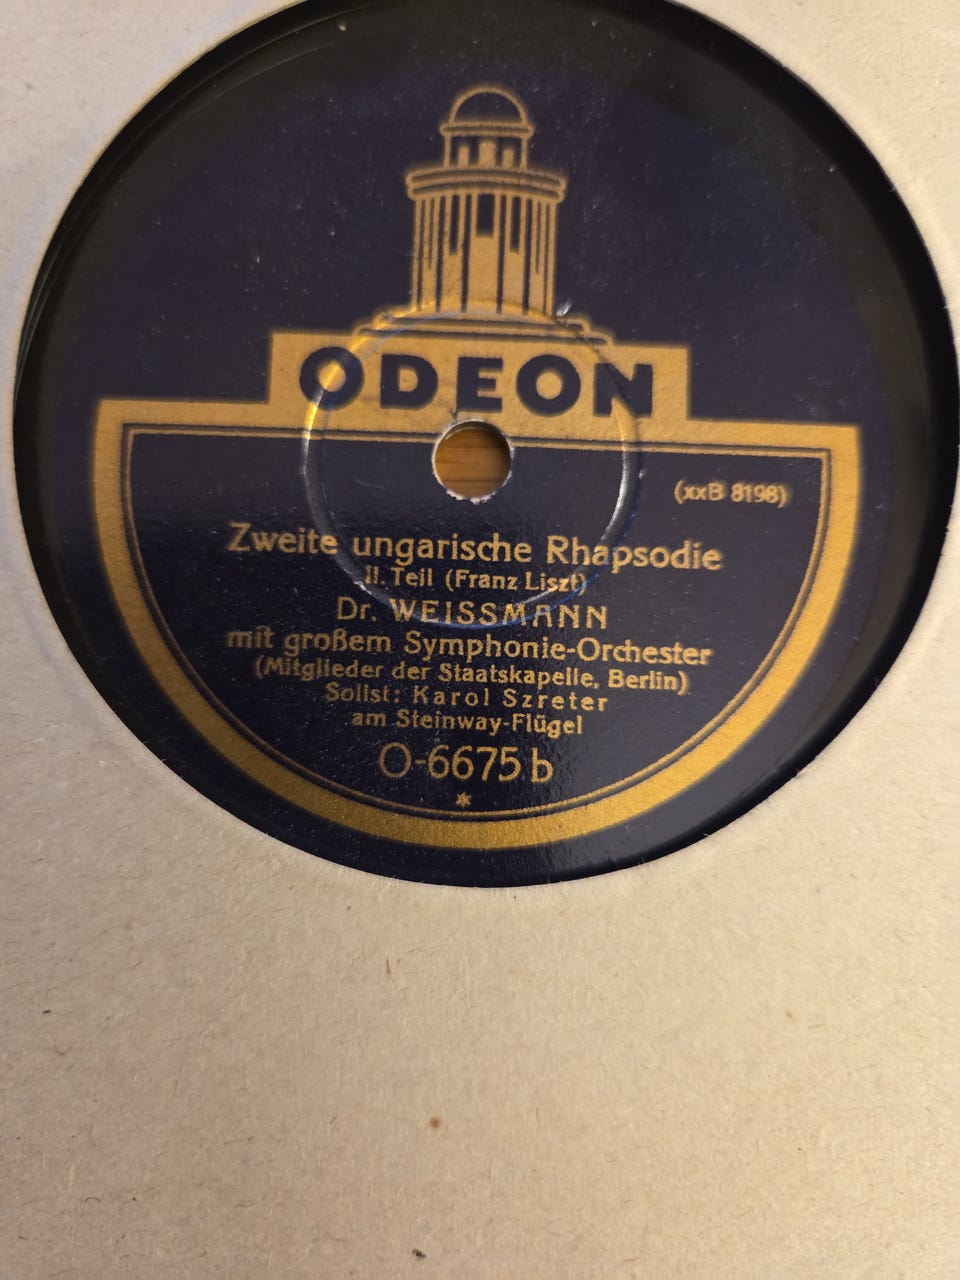 ODEON
(xxB 8198)
Zweite ungarische Rhapsodie
II. Teil (Franz Liszt)
Dr. WEISSMANN
mit großem Symphonie-Orchester
(Mitglieder der Staatskapelle, Berlin)
Solist: Karol Szreter
am Steinway-Flügel
O-6675 b
*